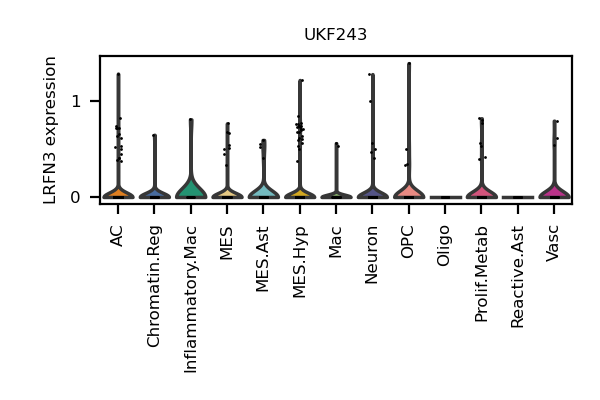 UKF243
LRFN3 expression
1
0
AC
Chromatin.Reg
Inflammatory.Mac
MES
MES.Ast
MES.Hyp
Mac
Neuron
OPC
Oligo
Prolif.Metab
Reactive.Ast
Vasc